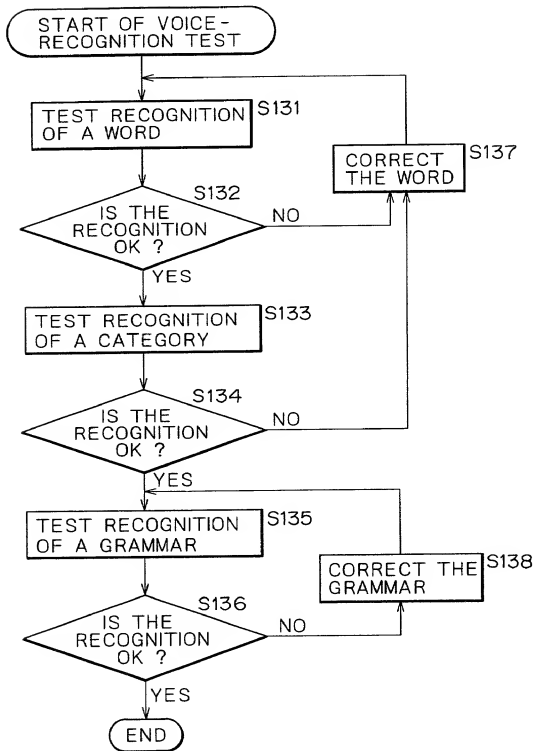 START OF VOICE-
RECOGNITION TEST
TEST RECOGNITION
OF A WORD
S131
CORRECT
THE WORD
S137
S132
IS THE
RECOGNITION
OK ?
NO
YES
TEST RECOGNITION
OF A CATEGORY
S133
S134
IS THE
RECOGNITION
OK ?
NO
YES
TEST RECOGNITION
OF A GRAMMAR
S135
CORRECT THE
GRAMMAR
S138
S136
IS THE
RECOGNITION
OK ?
NO
YES
END